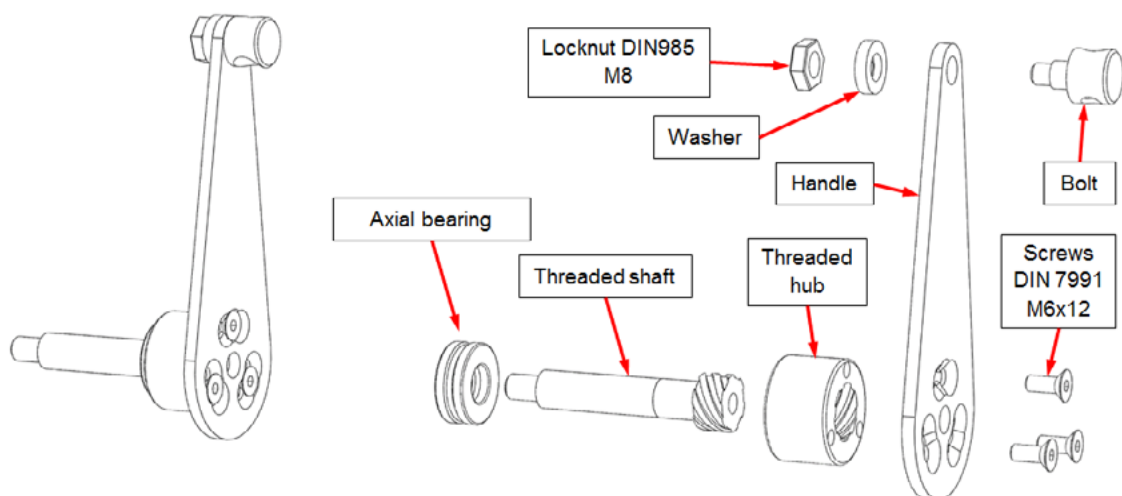 Locknut DIN985
M8
Washer
Handle
Bolt
Axial bearing
Threaded shaft
Threaded
hub
Screws
DIN 7991
M6x12